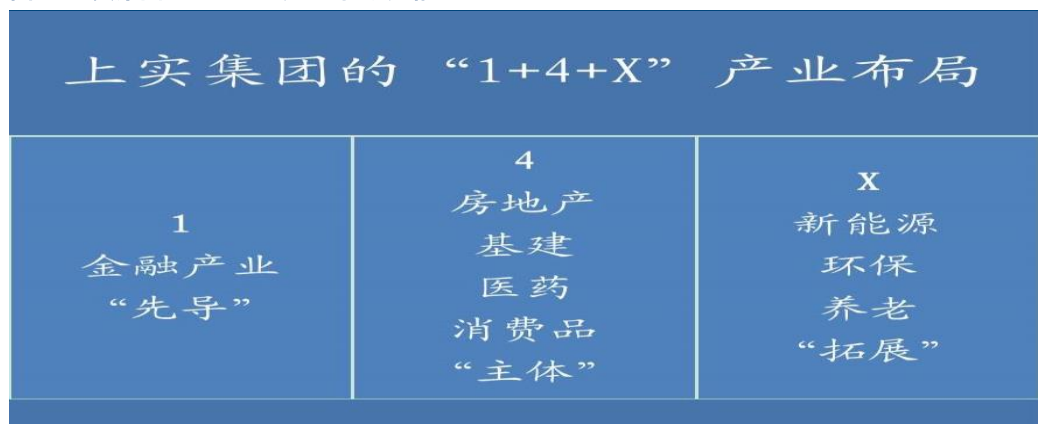 上实集团的“1+4+X”产业布局
1
金融产业
“先导”
4
房地产
基建
医药
消费品
“主体”
X
新能源
环保
养老
“拓展”